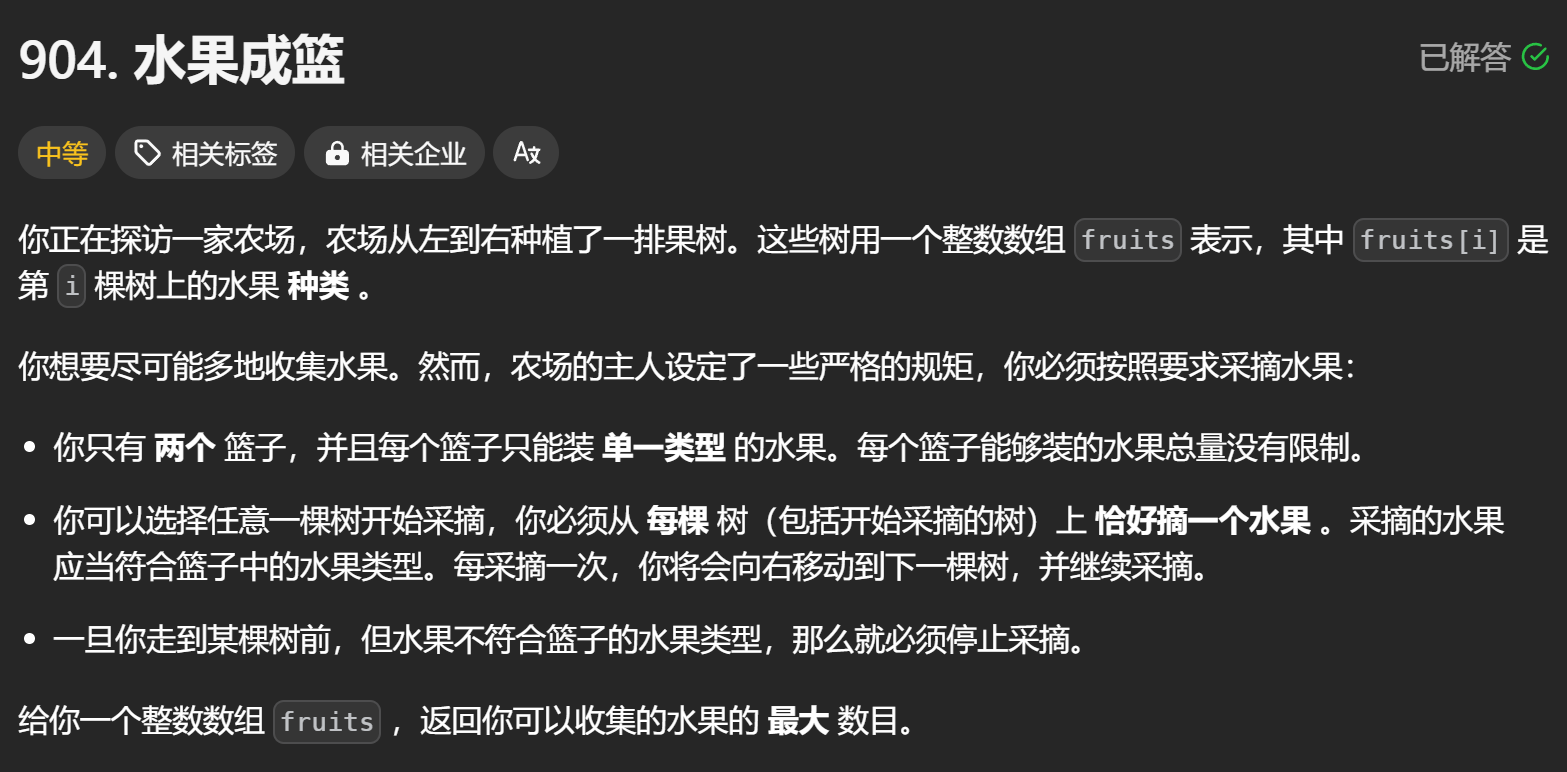 904. 水果成篮
已解答
中等
相关标签
相关企业
你正在探访一家农场，农场从左到右种植了一排果树。这些树用一个整数数组 fruits 表示，其中 fruits[i] 是
第 i 棵树上的水果 种类 。
你想要尽可能多地收集水果。然而，农场的主人设定了一些严格的规矩，你必须按照要求采摘水果：
• 你只有 两个 篮子，并且每个篮子只能装 单一类型 的水果。每个篮子能够装的水果总量没有限制。
• 你可以选择任意一棵树开始采摘，你必须从 每棵 树（包括开始采摘的树）上 恰好摘一个水果 。采摘的水果
应当符合篮子中的水果类型。每采摘一次，你将会向右移动到下一棵树，并继续采摘。
• 一旦你走到某棵树前，但水果不符合篮子的水果类型，那么就必须停止采摘。
给你一个整数数组 fruits ，返回你可以收集的水果的 最大 数目。